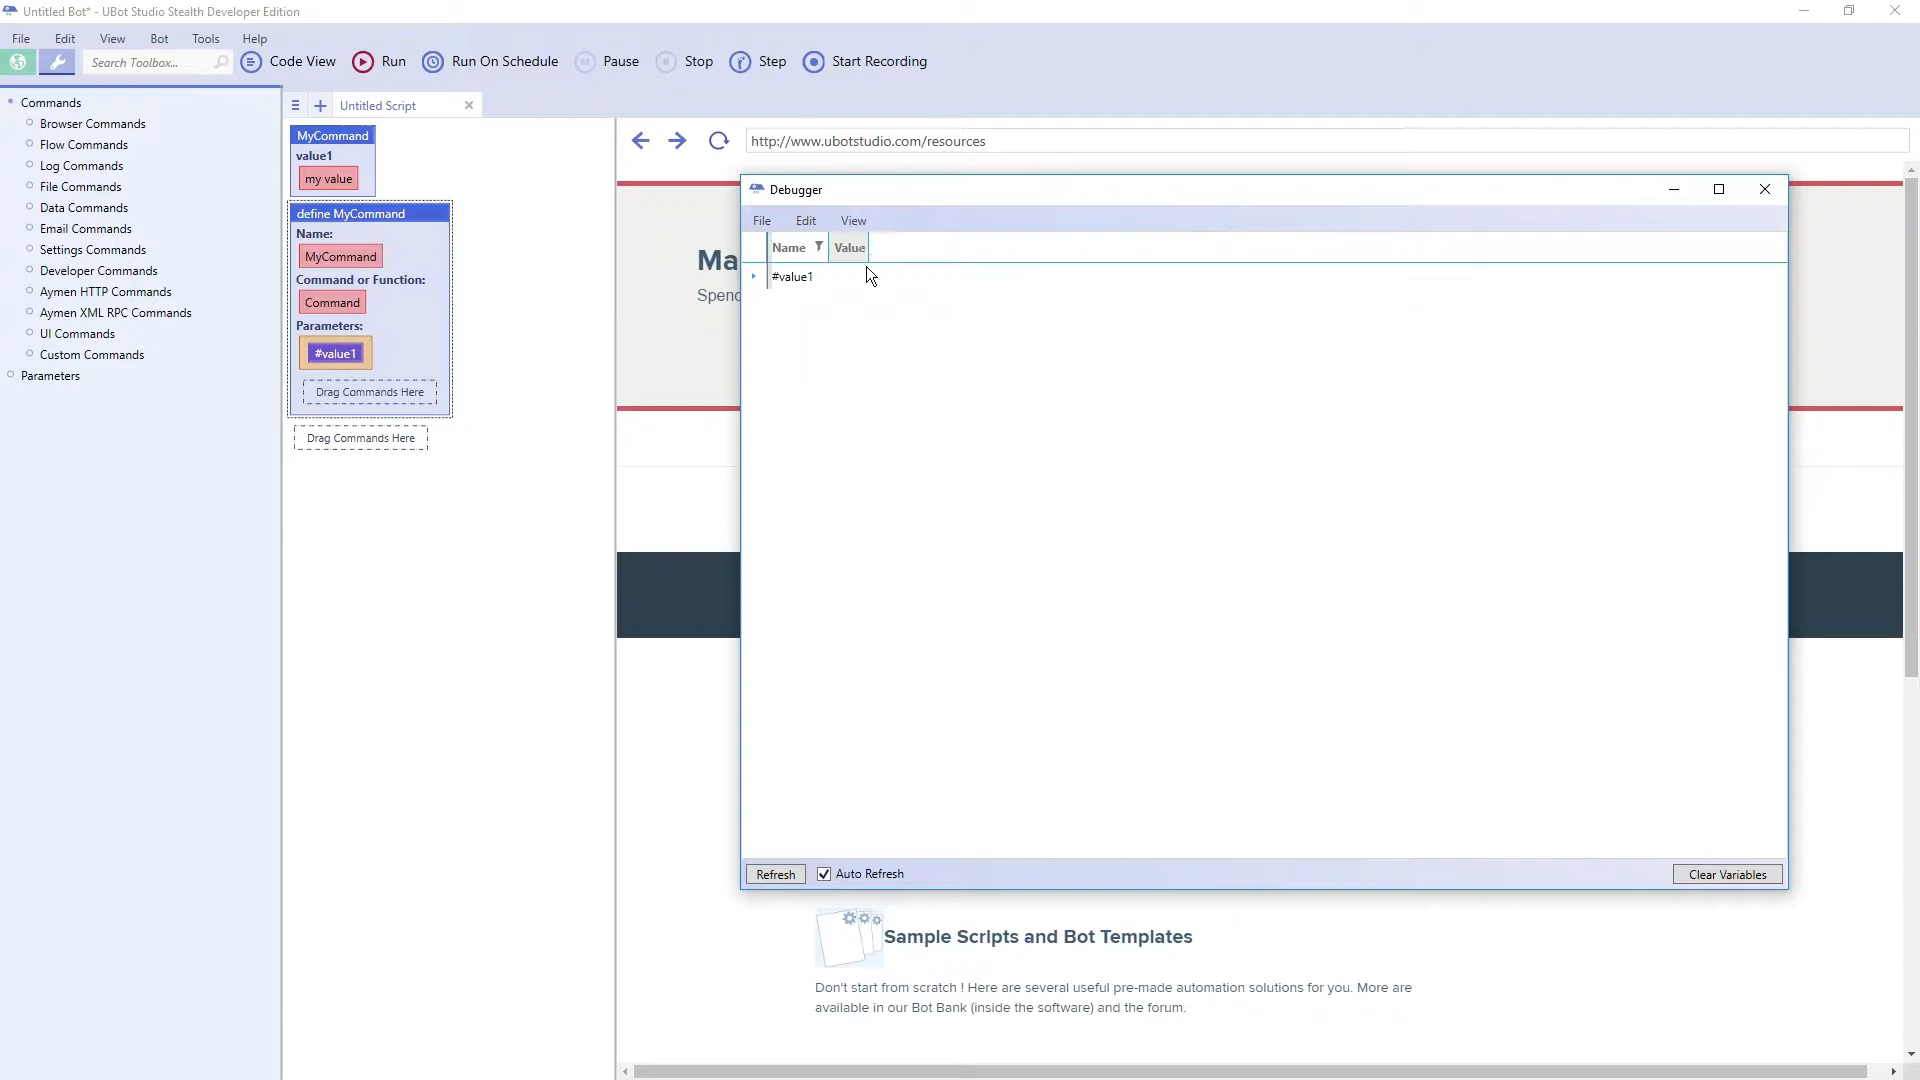 Untitled Bot* - UBot Studio Stealth Developer Edition
File Edit View Bot Tools Help
Search Toolbox... Code View Run Run On Schedule Pause Stop Step Start Recording
Commands
Browser Commands
Flow Commands
Log Commands
File Commands
Data Commands
Email Commands
Settings Commands
Developer Commands
Aymen HTTP Commands
Aymen XML RPC Commands
UI Commands
Custom Commands
Parameters
Untitled Script
MyCommand
value1
my value
define MyCommand
Name:
MyCommand
Command or Function:
Command
Parameters:
#value1
Drag Commands Here
Drag Commands Here
http://www.ubotstudio.com/resources
Ma
Spend
Debugger
File Edit View
Name Value
#value1
Refresh Auto Refresh Clear Variables
Sample Scripts and Bot Templates
Don't start from scratch ! Here are several useful pre-made automation solutions for you. More are
available in our Bot Bank (inside the software) and the forum.